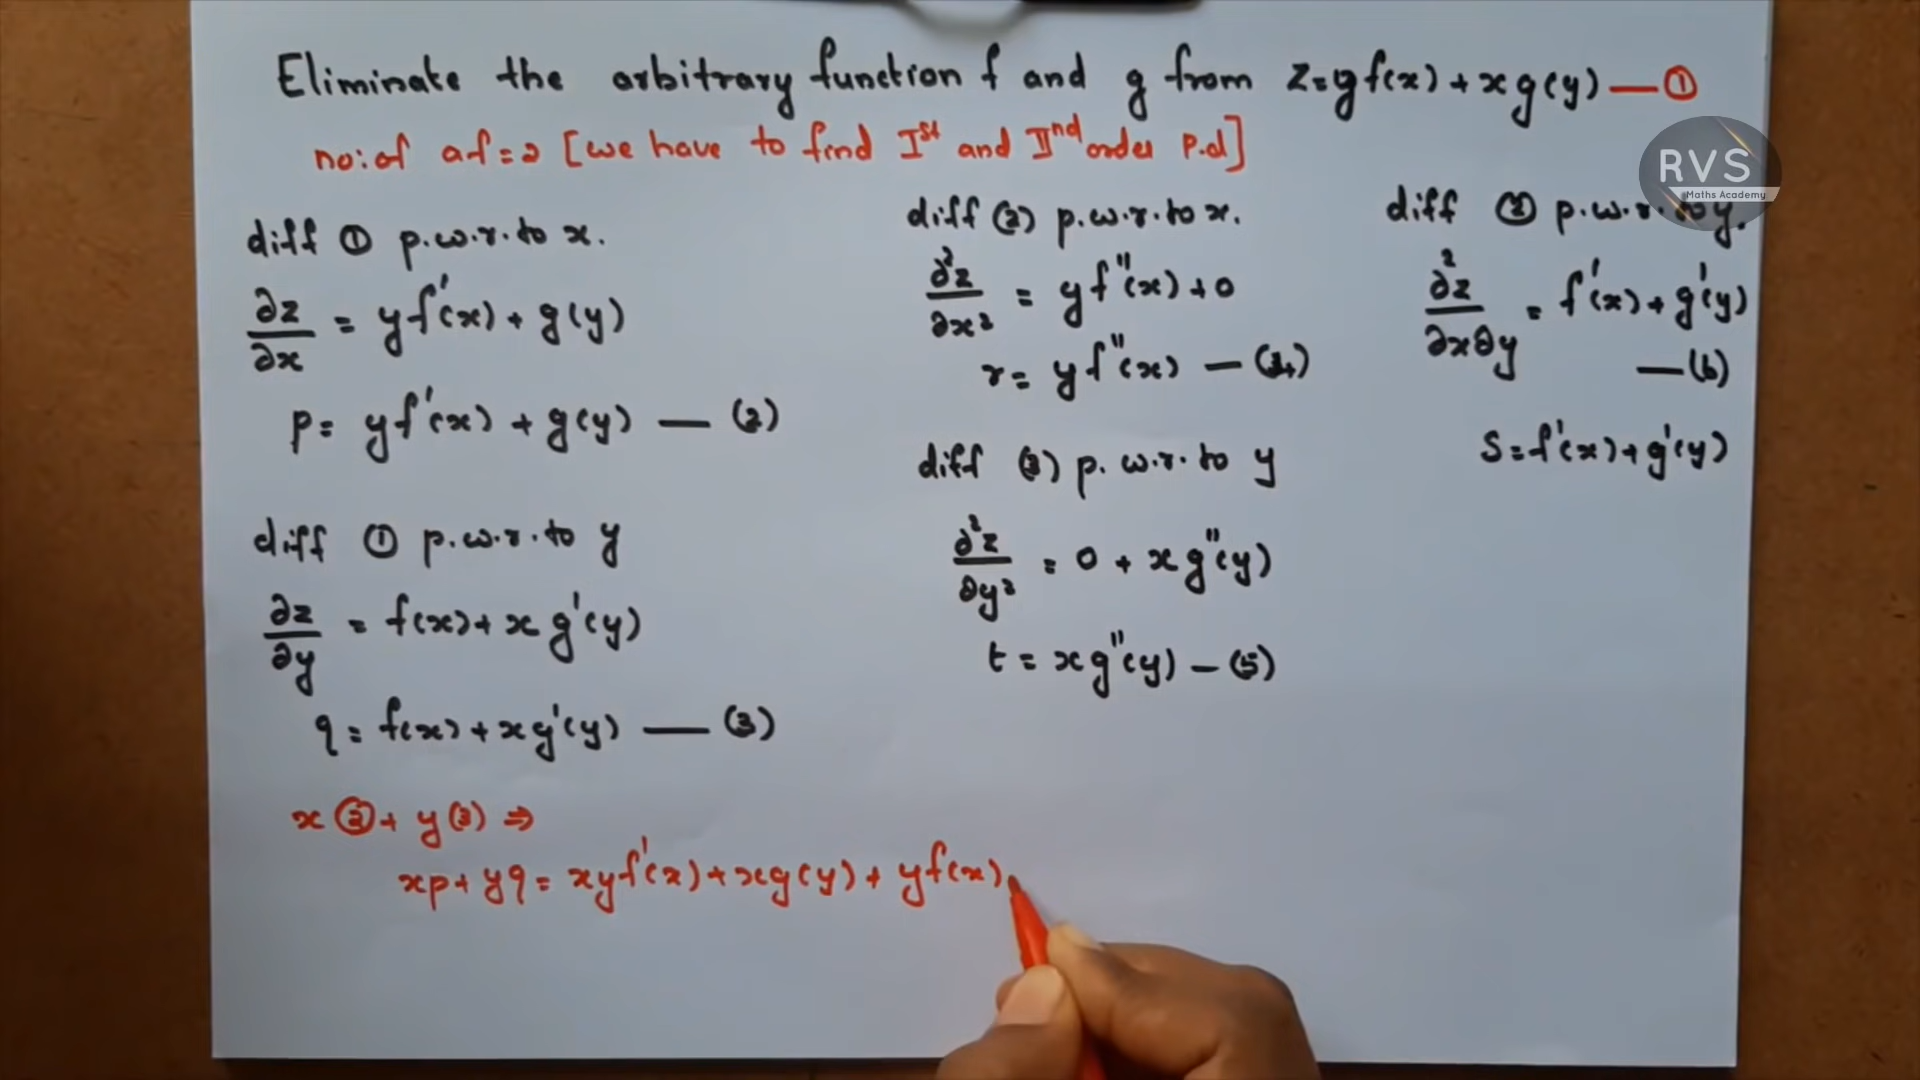 Eliminate the arbitrary function f and g from z=yf(x)+xg(y) — ①
no: of af=2 [we have to find Iˢᵗ and IIⁿᵈ order p.d]
RVS
Maths Academy
diff ① p.w.r.to x.
∂z/∂x = yf'(x)+g(y)
p= yf'(x)+g(y) — (2)
diff ① p.w.r.to y
∂z/∂y = f(x)+xg'(y)
q= f(x)+xg'(y) — (3)
x②+y(3) ⇒
xp+yq= xyf'(x)+xg(y)+yf(x)
diff (2) p.w.r.to x.
∂²z/∂x² = yf''(x)+0
r= yf''(x) — (4)
diff (3) p.w.r.to y
∂²z/∂y² = 0+xg''(y)
t= xg''(y) — (5)
diff ② p.w.r.to y.
∂²z/∂x∂y = f'(x)+g'(y)
— (6)
S=f'(x)+g'(y)